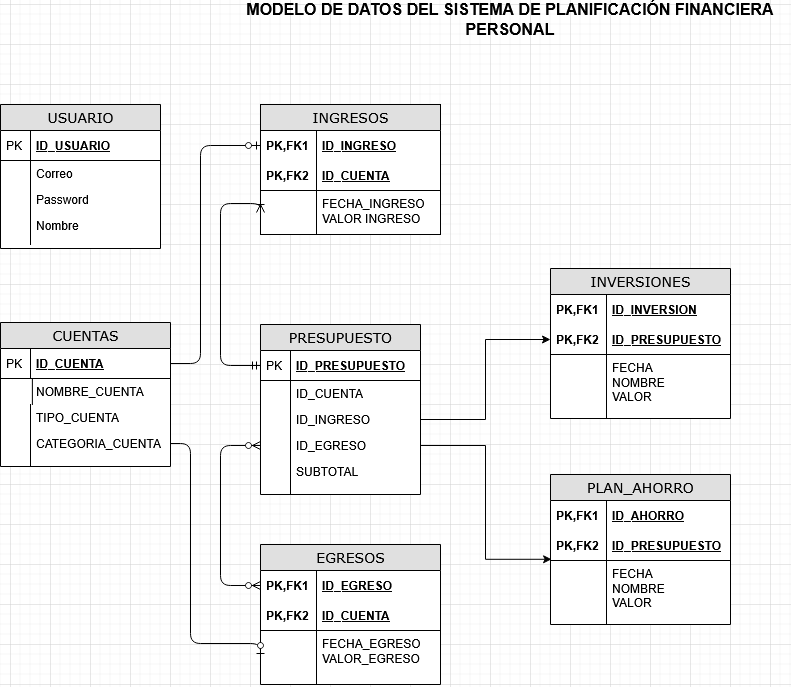 MODELO DE DATOS DEL SISTEMA DE PLANIFICACIÓN FINANCIERA
PERSONAL
USUARIO
PK ID_USUARIO
Correo
Password
Nombre
INGRESOS
PK,FK1 ID_INGRESO
PK,FK2 ID_CUENTA
FECHA_INGRESO
VALOR INGRESO
CUENTAS
PK ID_CUENTA
NOMBRE_CUENTA
TIPO_CUENTA
CATEGORIA_CUENTA
PRESUPUESTO
PK ID_PRESUPUESTO
ID_CUENTA
ID_INGRESO
ID_EGRESO
SUBTOTAL
INVERSIONES
PK,FK1 ID_INVERSION
PK,FK2 ID_PRESUPUESTO
FECHA
NOMBRE
VALOR
PLAN_AHORRO
PK,FK1 ID_AHORRO
PK,FK2 ID_PRESUPUESTO
FECHA
NOMBRE
VALOR
EGRESOS
PK,FK1 ID_EGRESO
PK,FK2 ID_CUENTA
FECHA_EGRESO
VALOR_EGRESO